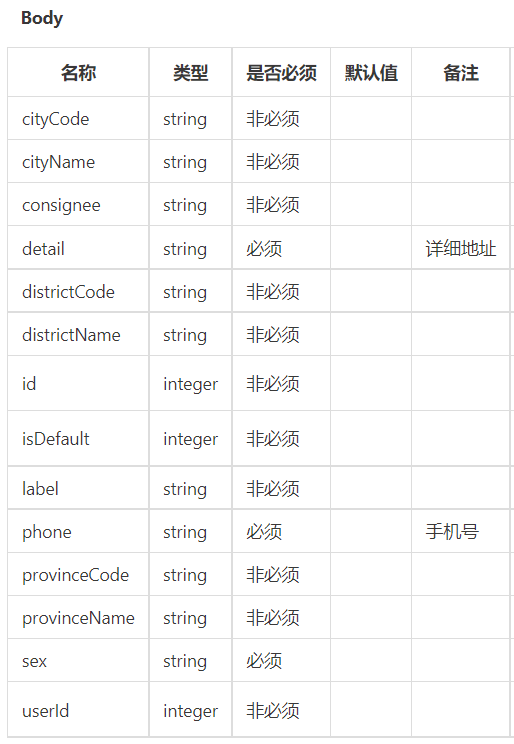 Body
名称 类型 是否必须 默认值 备注
cityCode string 非必须
cityName string 非必须
consignee string 非必须
detail string 必须 详细地址
districtCode string 非必须
districtName string 非必须
id integer 非必须
isDefault integer 非必须
label string 非必须
phone string 必须 手机号
provinceCode string 非必须
provinceName string 非必须
sex string 必须
userId integer 非必须